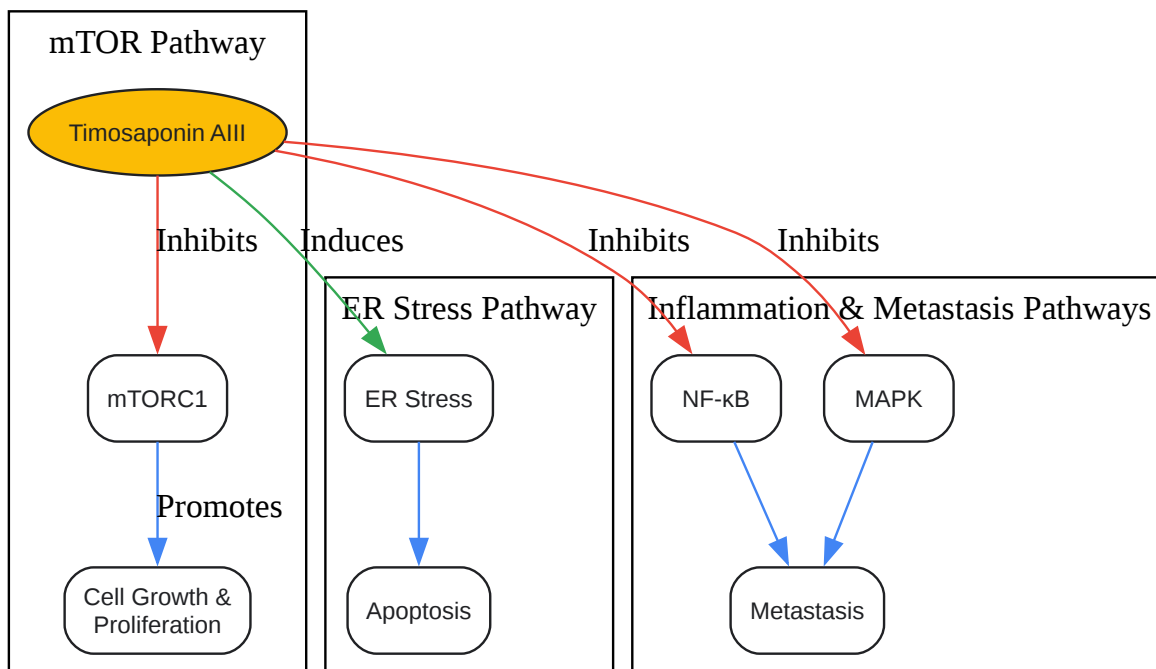 mTOR Pathway
Timosaponin AIII
Inhibits
Induces
Inhibits
Inhibits
ER Stress Pathway
Inflammation & Metastasis Pathways
mTORC1
ER Stress
NF-κB
MAPK
Promotes
Cell Growth &
Proliferation
Apoptosis
Metastasis